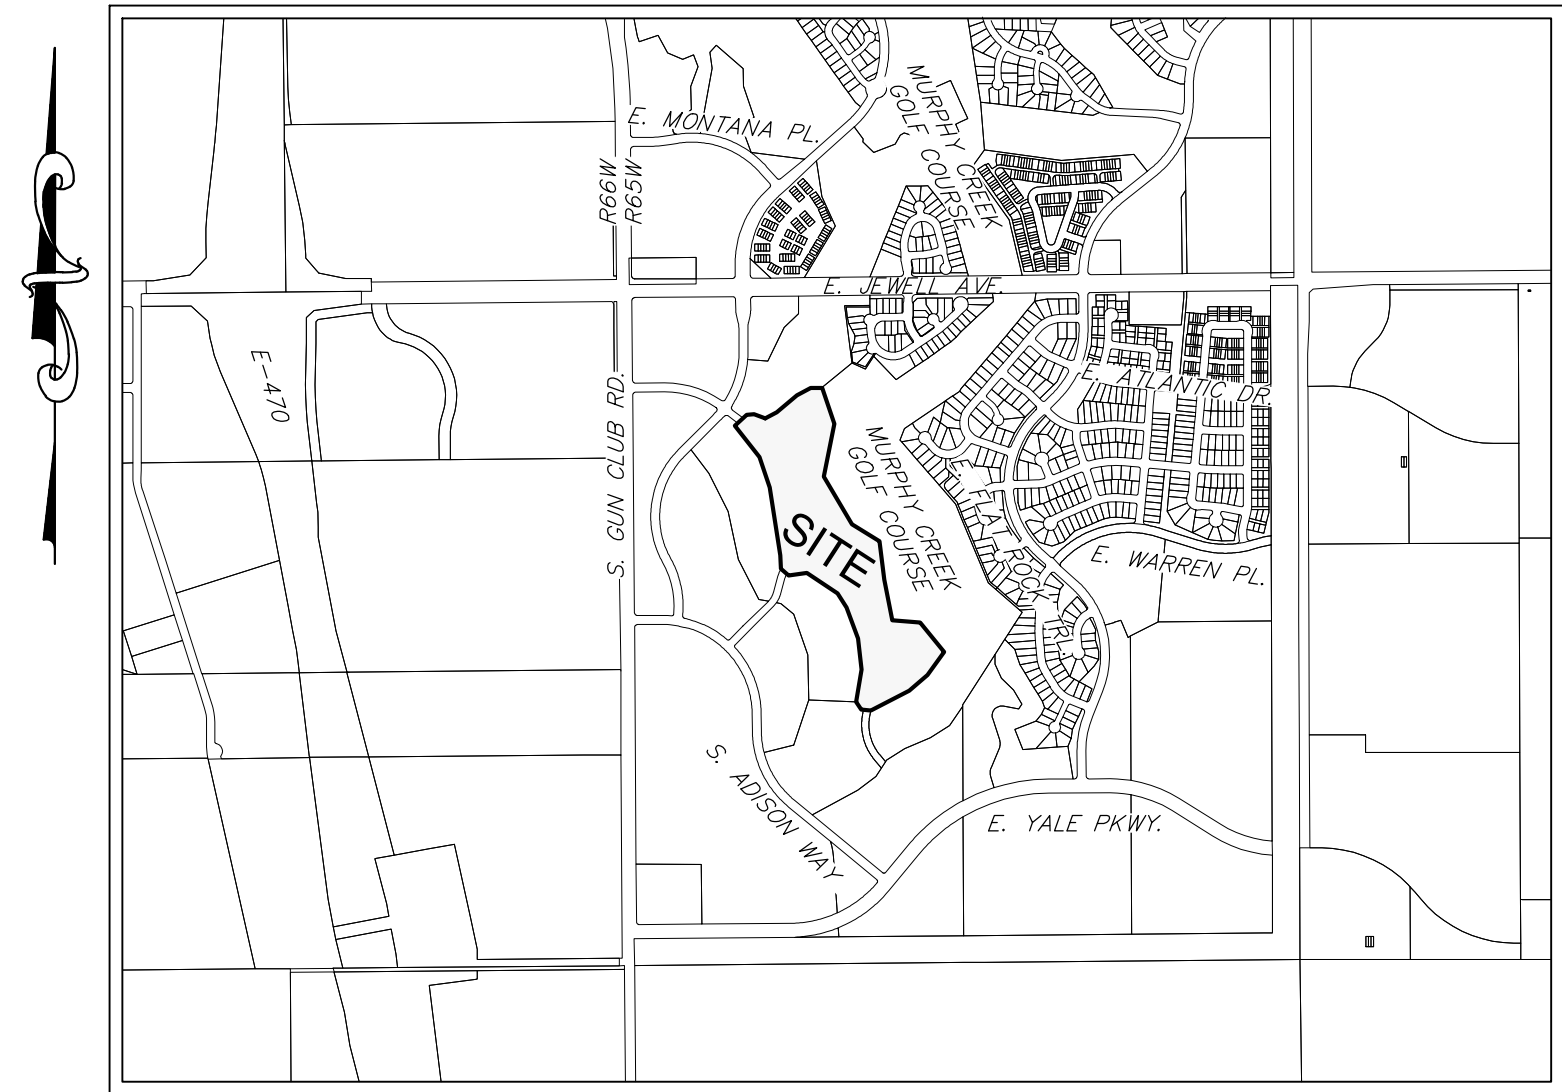 MURPHY CREEK
GOLF COURSE
E. MONTANA PL.
R66W
R65W
E. JEWELL AVE.
E-470
S. GUN CLUB RD.
E. ATLANTIC DR.
MURPHY CREEK
GOLF COURSE
E. FLAT ROCK TRL.
SITE
E. WARREN PL.
S. ADISON WAY
E. YALE PKWY.